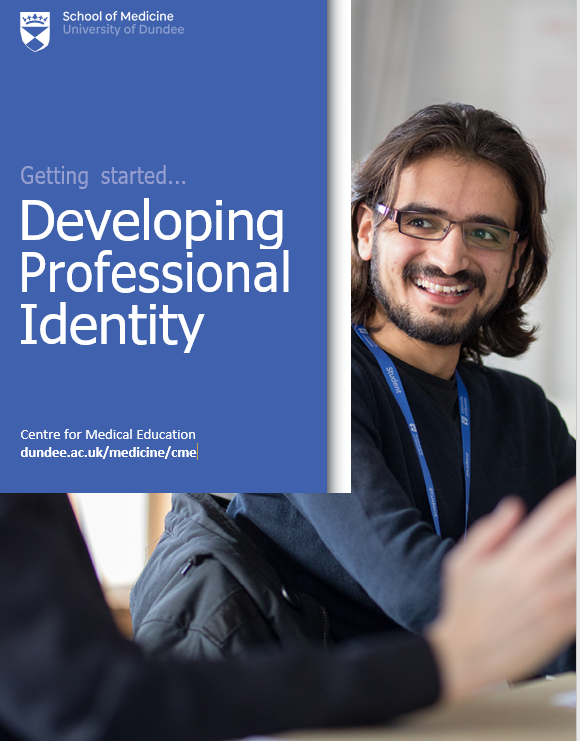 School of Medicine
University of Dundee
Getting started...
Developing
Professional
Identity
Centre for Medical Education
dundee.ac.uk/medicine/cme
Student